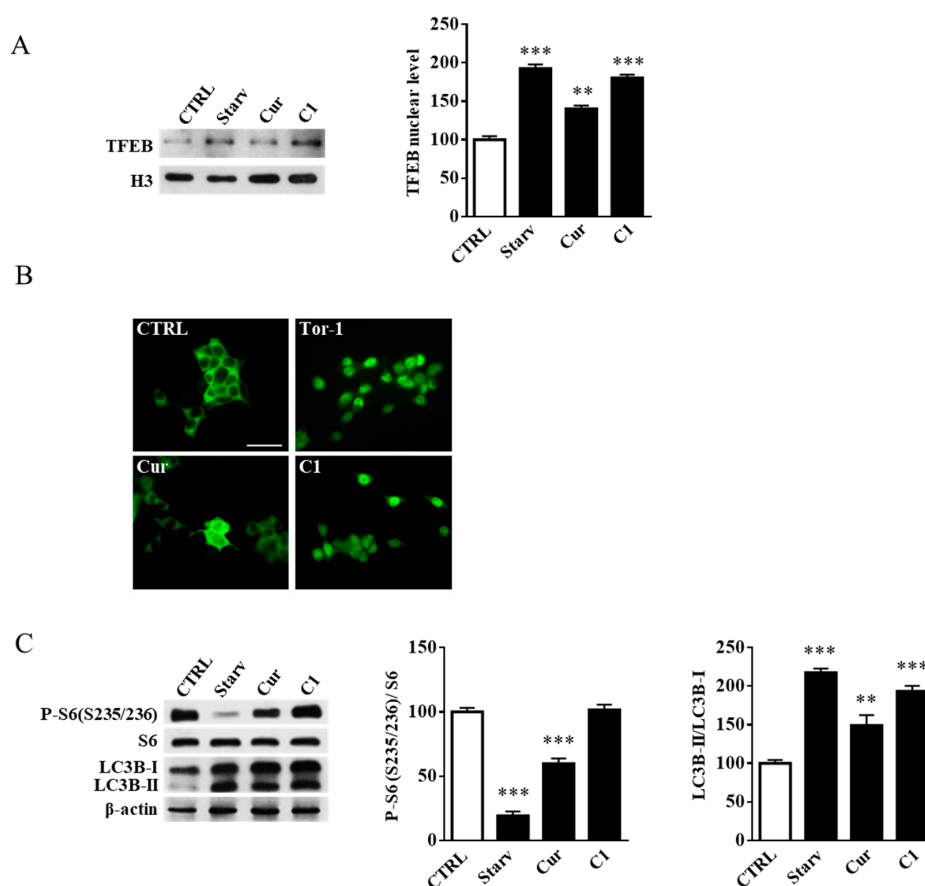 A
CTRL
Starv
Cur
C1
TFEB
H3
TFEB nuclear level
250
200
150
100
50
0
***
**
***
CTRL
Starv
Cur
C1
B
CTRL
Tor-1
Cur
C1
C
CTRL
Starv
Cur
C1
P-S6(S235/236)
S6
LC3B-I
LC3B-II
β-actin
P-S6 (S235/236)/ S6
150
100
50
0
***
***
CTRL
Starv
Cur
C1
LC3B-II/LC3B-I
250
200
150
100
50
0
***
**
***
CTRL
Starv
Cur
C1